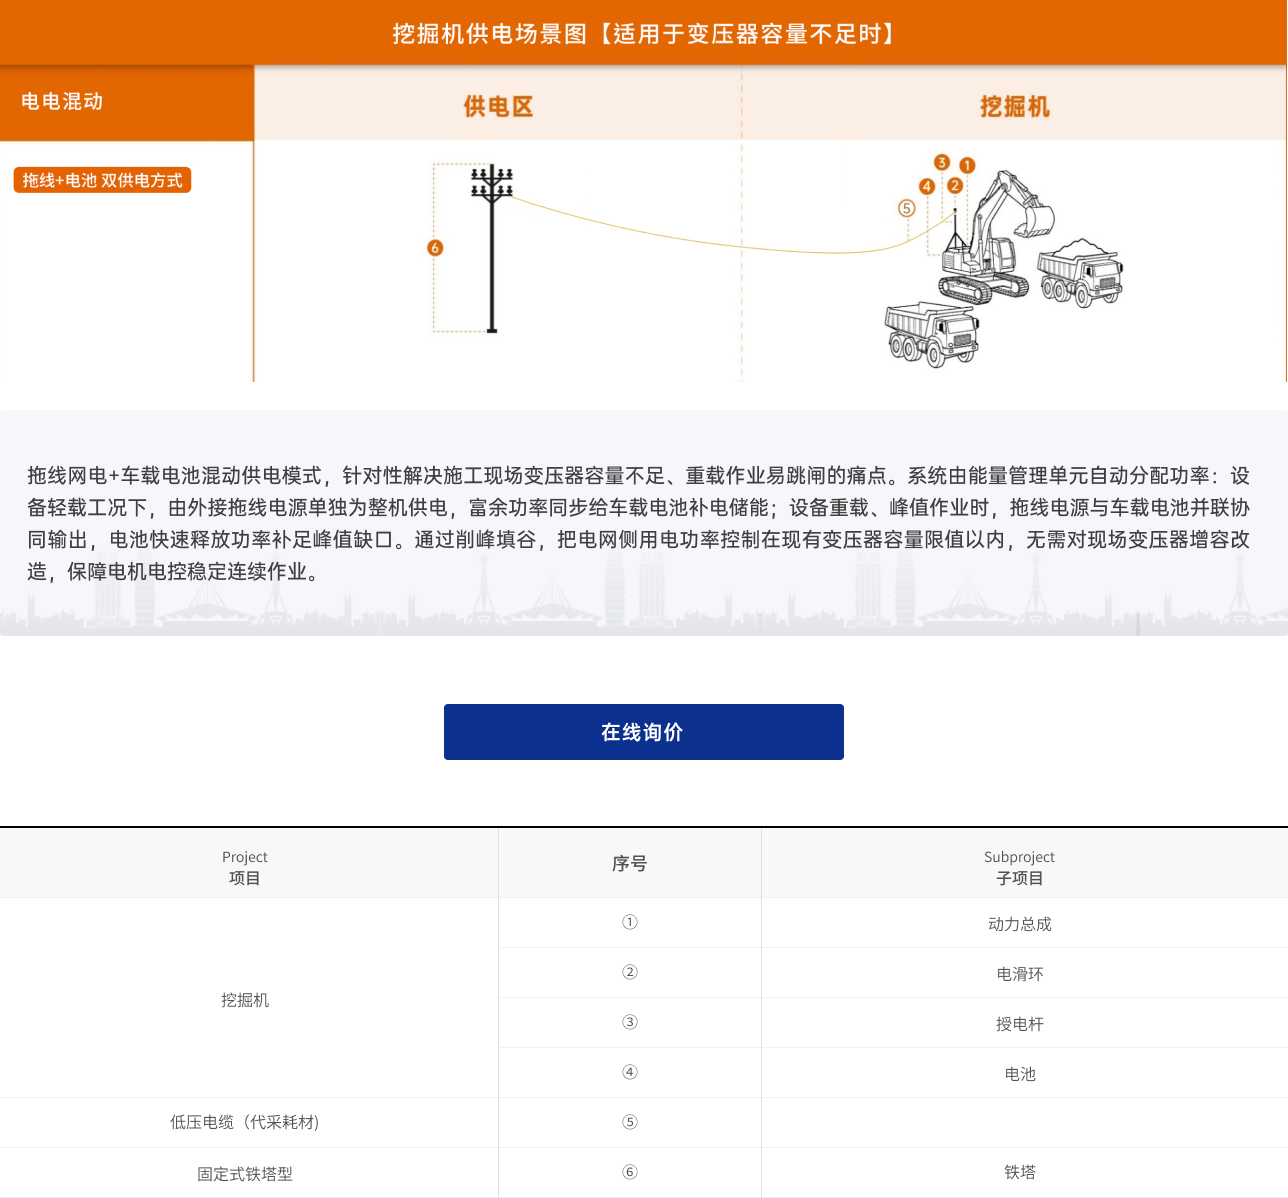 挖掘机供电场景图【适用于变压器容量不足时】
电电混动
供电区
挖掘机
拖线+电池 双供电方式
③ ①
④ ②
⑤
⑥
拖线网电+车载电池混动供电模式，针对性解决施工现场变压器容量不足、重载作业易跳闸的痛点。系统由能量管理单元自动分配功率：设
备轻载工况下，由外接拖线电源单独为整机供电，富余功率同步给车载电池补电储能；设备重载、峰值作业时，拖线电源与车载电池并联协
同输出，电池快速释放功率补足峰值缺口。通过削峰填谷，把电网侧用电功率控制在现有变压器容量限值以内，无需对现场变压器增容改
造，保障电机电控稳定连续作业。
在线询价
Project
项目
序号
Subproject
子项目
挖掘机
①
动力总成
②
电滑环
③
授电杆
④
电池
低压电缆（代采耗材)
⑤
固定式铁塔型
⑥
铁塔